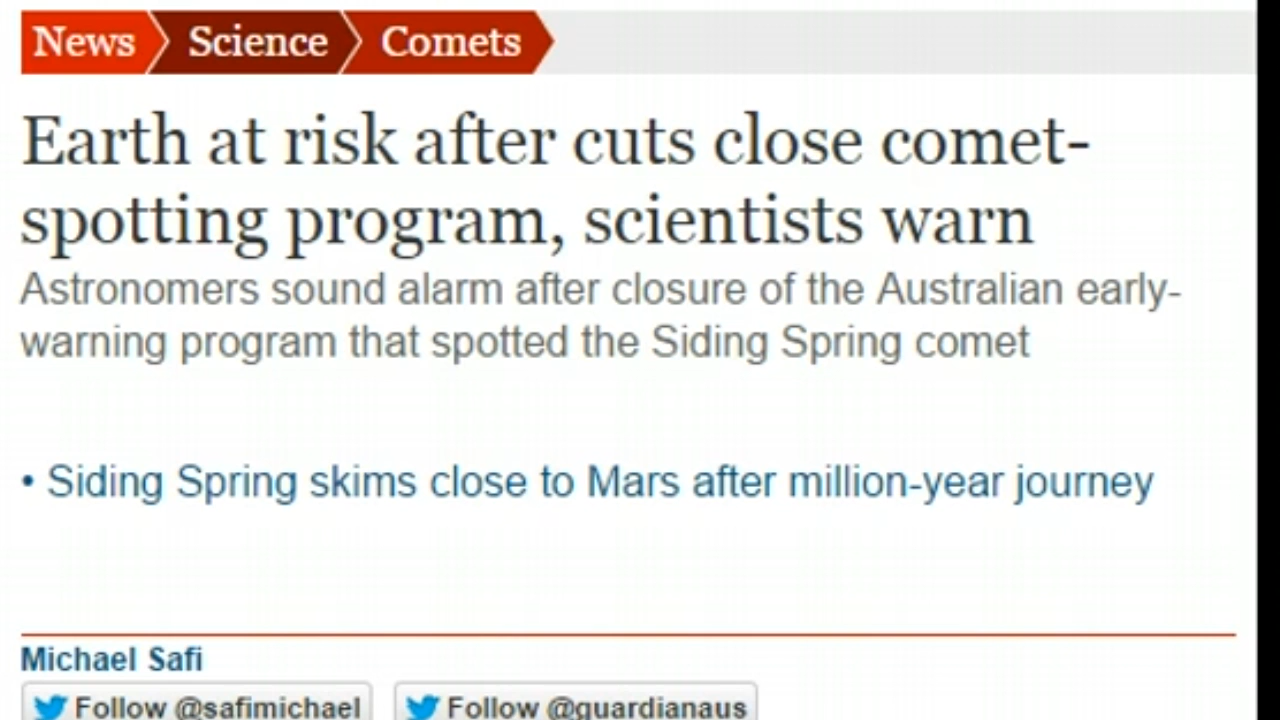 News Science Comets
Earth at risk after cuts close comet-
spotting program, scientists warn
Astronomers sound alarm after closure of the Australian early-
warning program that spotted the Siding Spring comet
• Siding Spring skims close to Mars after million-year journey
Michael Safi
Follow @safimichael Follow @guardianaus